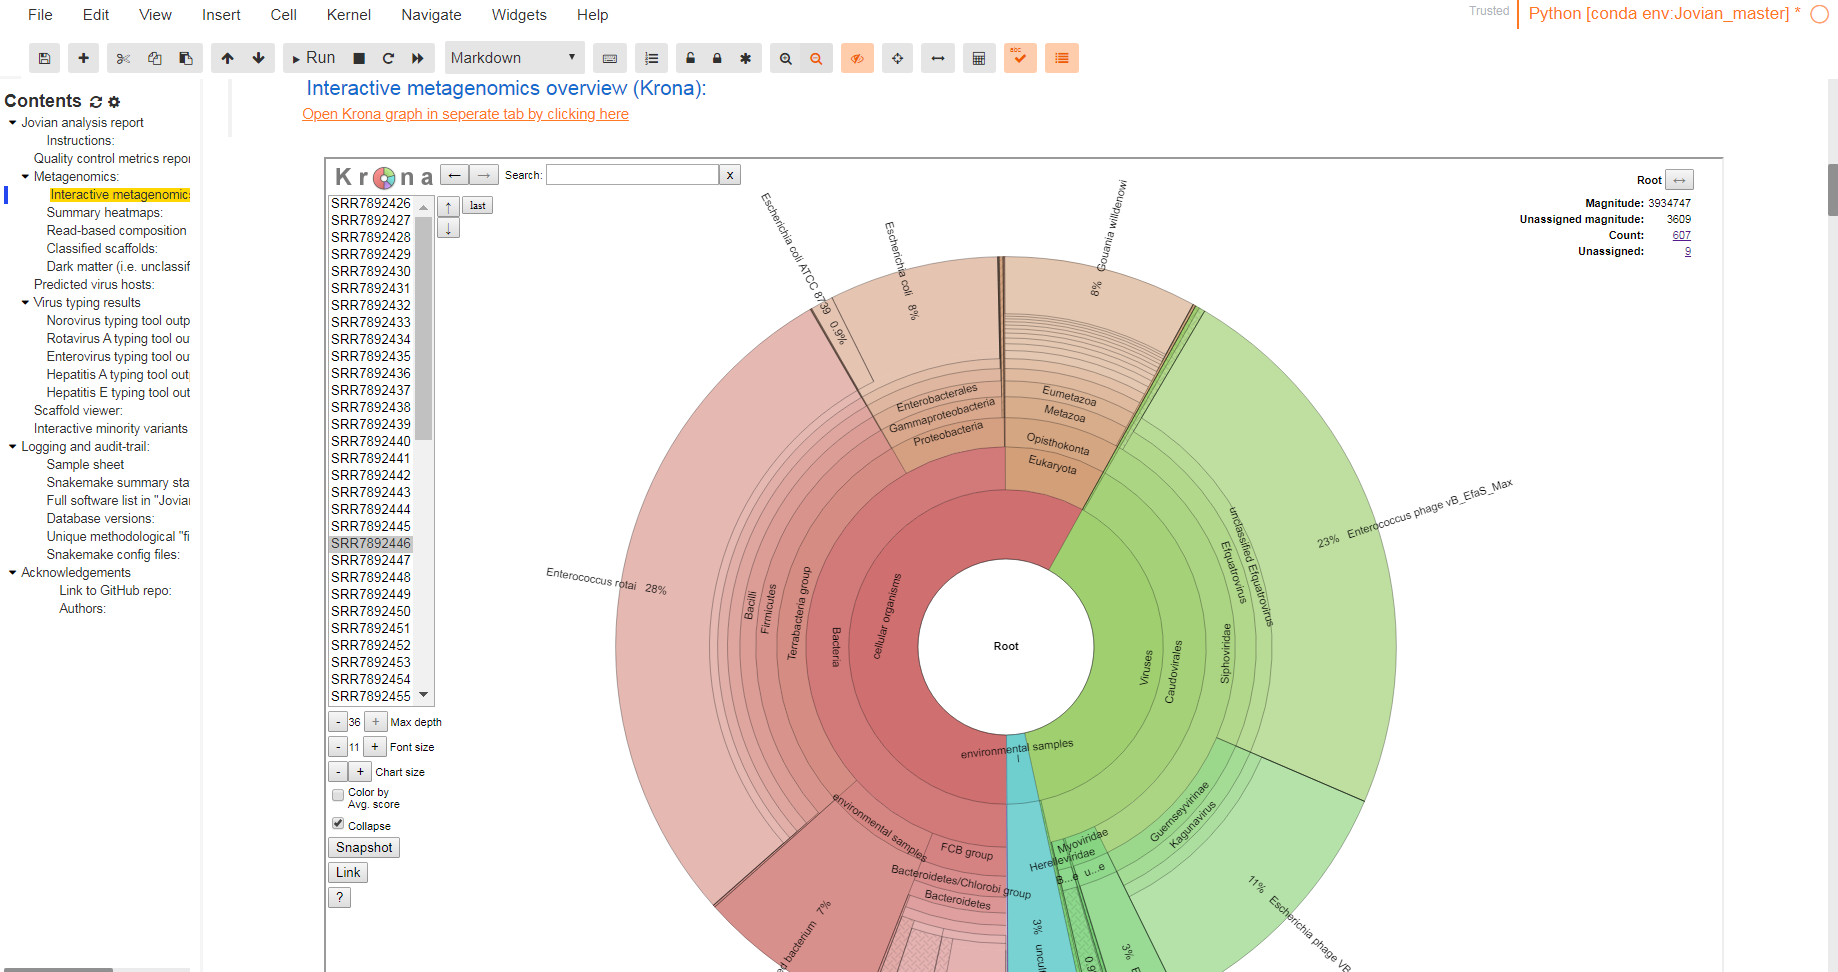 File Edit View Insert Cell Kernel Navigate Widgets Help
Trusted
Python [conda env:Jovian_master] *
Run
Markdown
Contents
Jovian analysis report
Instructions:
Quality control metrics repor
Metagenomics:
Interactive metagenomics
Summary heatmaps:
Read-based composition
Classified scaffolds:
Dark matter (i.e. unclassif
Predicted virus hosts:
Virus typing results
Norovirus typing tool outp
Rotavirus A typing tool ou
Enterovirus typing tool ou
Hepatitis A typing tool out
Hepatitis E typing tool out
Scaffold viewer:
Interactive minority variants
Logging and audit-trail:
Sample sheet
Snakemake summary sta
Full software list in "Jovian
Database versions:
Unique methodological "fi
Snakemake config files:
Acknowledgements
Link to GitHub repo:
Authors:
Interactive metagenomics overview (Krona):
Open Krona graph in seperate tab by clicking here
Krona ← → Search: x
↑ last
↓
SRR7892426
SRR7892427
SRR7892428
SRR7892429
SRR7892430
SRR7892431
SRR7892432
SRR7892433
SRR7892434
SRR7892435
SRR7892436
SRR7892437
SRR7892438
SRR7892439
SRR7892440
SRR7892441
SRR7892442
SRR7892443
SRR7892444
SRR7892445
SRR7892446
SRR7892447
SRR7892448
SRR7892449
SRR7892450
SRR7892451
SRR7892452
SRR7892453
SRR7892454
SRR7892455
- 36 + Max depth
- 11 + Font size
- + Chart size
Color by
Avg. score
Collapse
Snapshot
Link
?
Root ↔
Magnitude: 3934747
Unassigned magnitude: 3609
Count: 607
Unassigned: 9
Escherichia coli ATCC 8739 0.9%
Escherichia coli 8%
8% Gouania willdenowi
Enterobacterales
Gammaproteobacteria
Proteobacteria
Eumetazoa
Metazoa
Opisthokonta
Eukaryota
23% Enterococcus phage vB_EfaS_Max
unclassified Efquatrovirus
Efquatrovirus
Siphoviridae
Caudovirales
Viruses
Root
cellular organisms
Bacteria
Terrabacteria group
Firmicutes
Bacilli
Enterococcus rotai 28%
environmental samples
environmental samples
FCB group
Bacteroidetes/Chlorobi group
Bacteroidetes
Guernseyvirinae
Kagunavirus
Myoviridae
Herelleviridae
B...e u...e
11% Escherichia phage VB
ed bacterium 7%
3% uncul
0.9
3% E